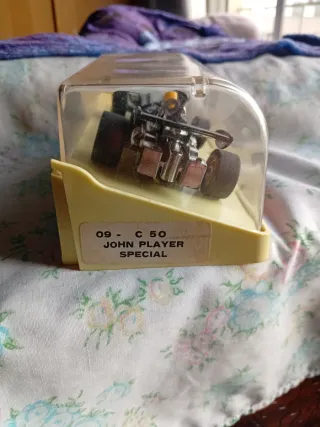 09 - C 50
JOHN PLAYER
SPECIAL